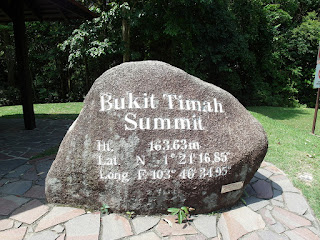 Bukit Timah
Summit
Ht. 163.63m
Lat N - 1° 21' 16.85"
Long E - 103° 46' 34.95"